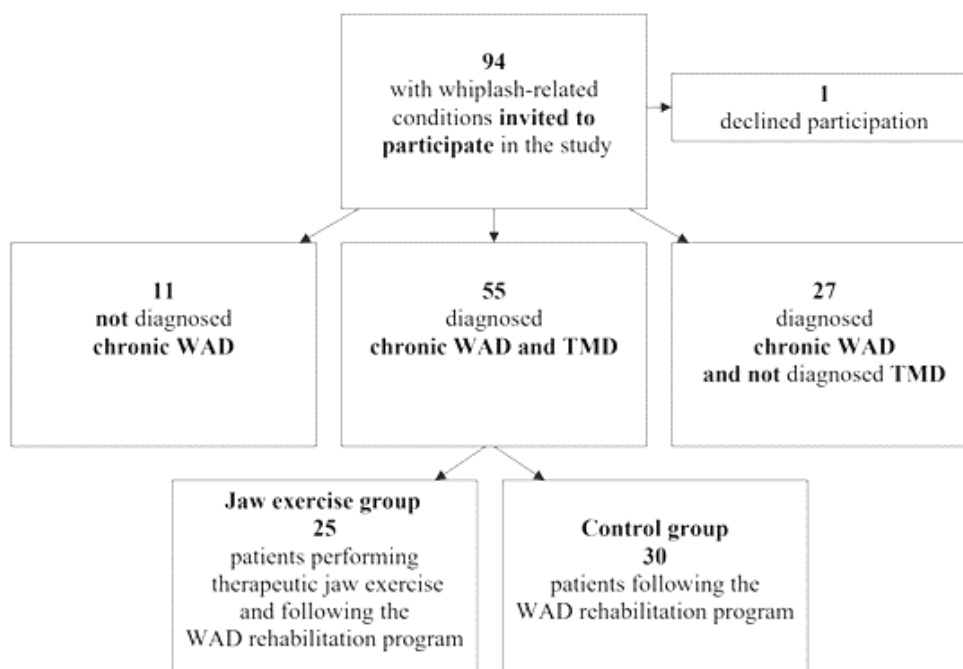 94
with whiplash-related
conditions invited to
participate in the study
1
declined participation
11
not diagnosed
chronic WAD
55
diagnosed
chronic WAD and TMD
27
diagnosed
chronic WAD
and not diagnosed TMD
Jaw exercise group
25
patients performing
therapeutic jaw exercise
and following the
WAD rehabilitation program
Control group
30
patients following the
WAD rehabilitation program